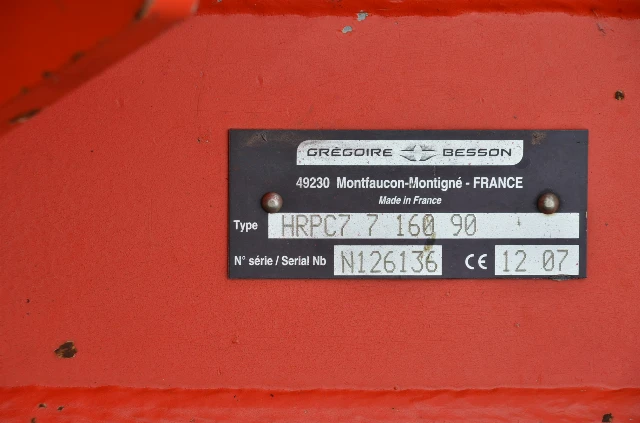 GRÉGOIRE BESSON
49230 Montfaucon-Montigné - FRANCE
Made in France
Type HRPC7 7 160 90
N° série / Serial Nb N126136 CE 12 07